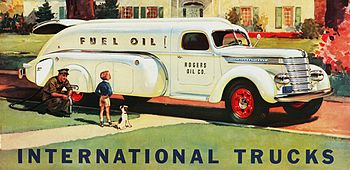 FUEL OIL
ROGERS
OIL CO.
INTERNATIONAL TRUCKS